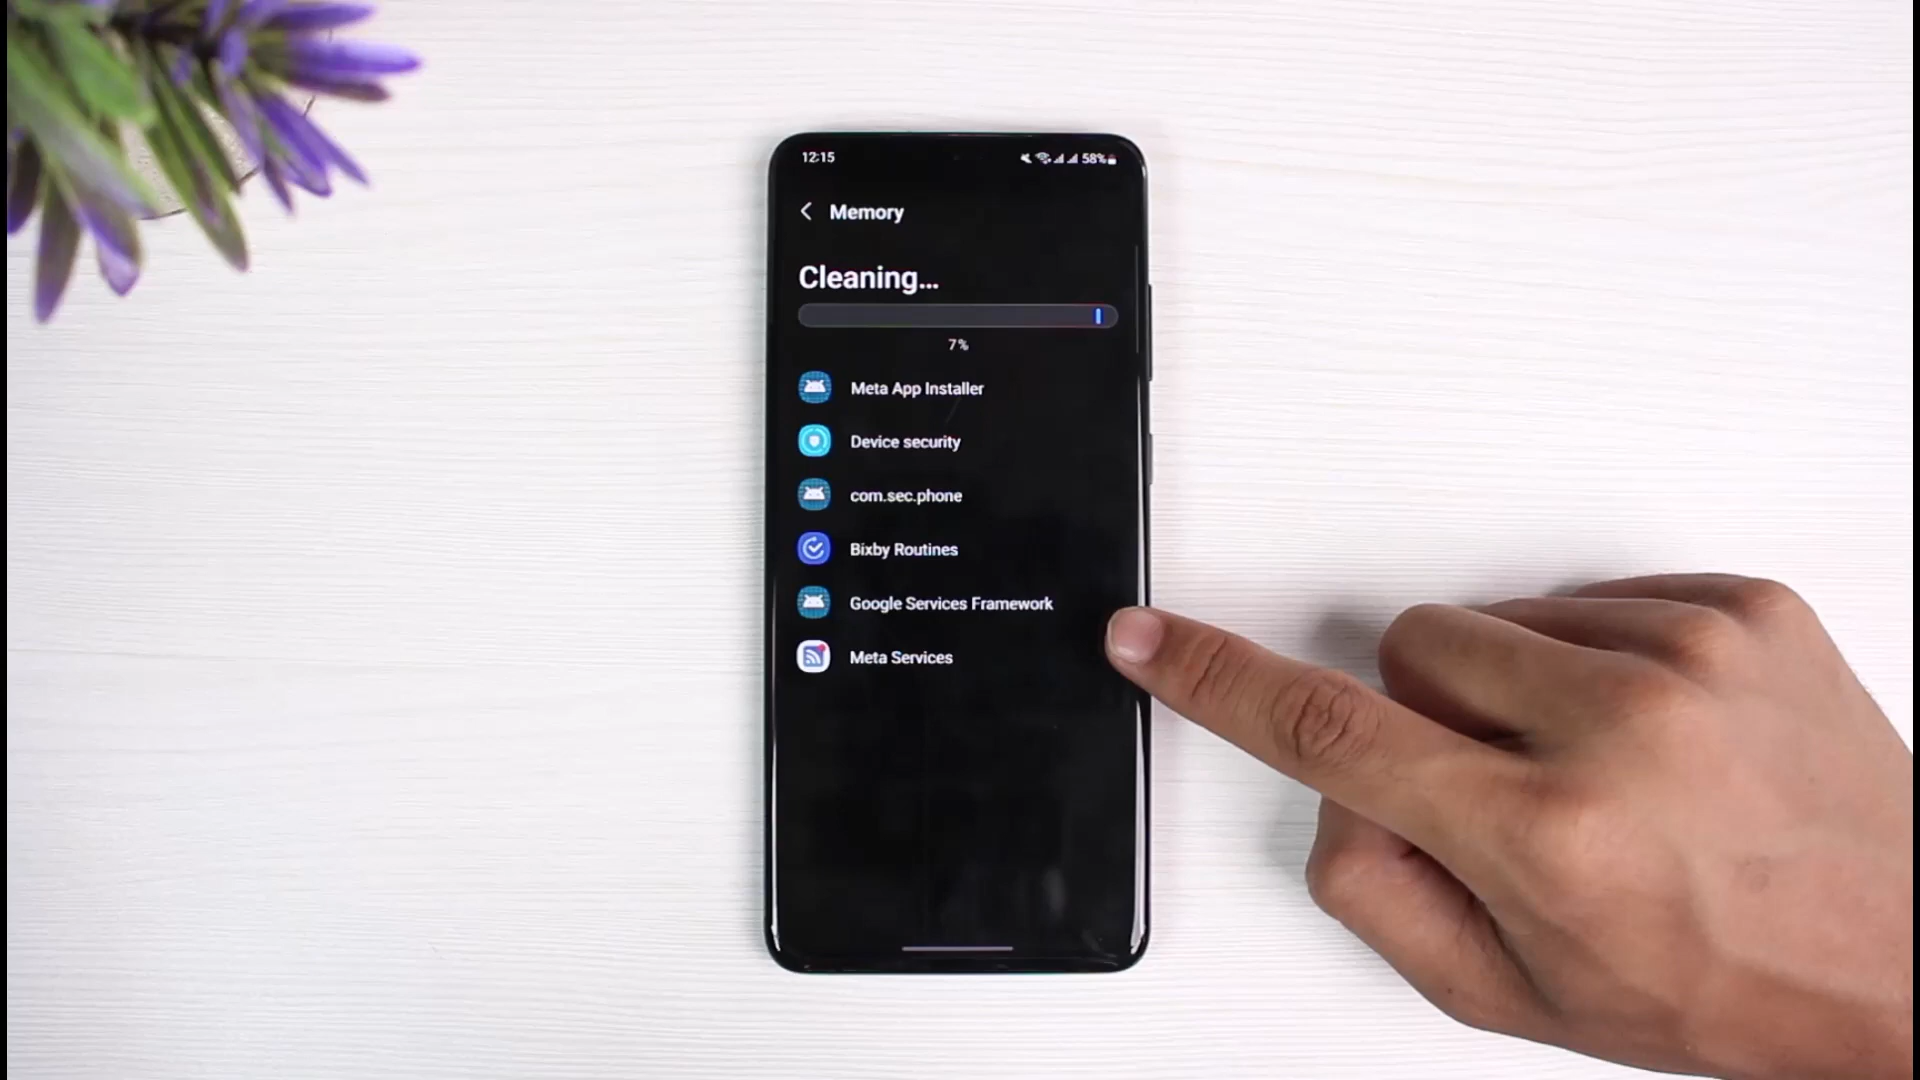 12:15
58%
Memory
Cleaning...
7%
Meta App Installer
Device security
com.sec.phone
Bixby Routines
Google Services Framework
Meta Services